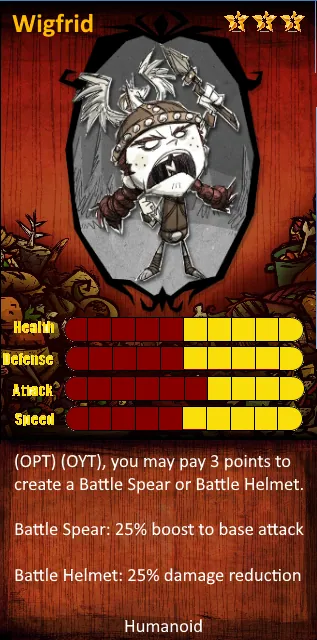 Wigfrid
Health
Defense
Attack
Speed
(OPT) (OYT), you may pay 3 points to
create a Battle Spear or Battle Helmet.
Battle Spear: 25% boost to base attack
Battle Helmet: 25% damage reduction
Humanoid